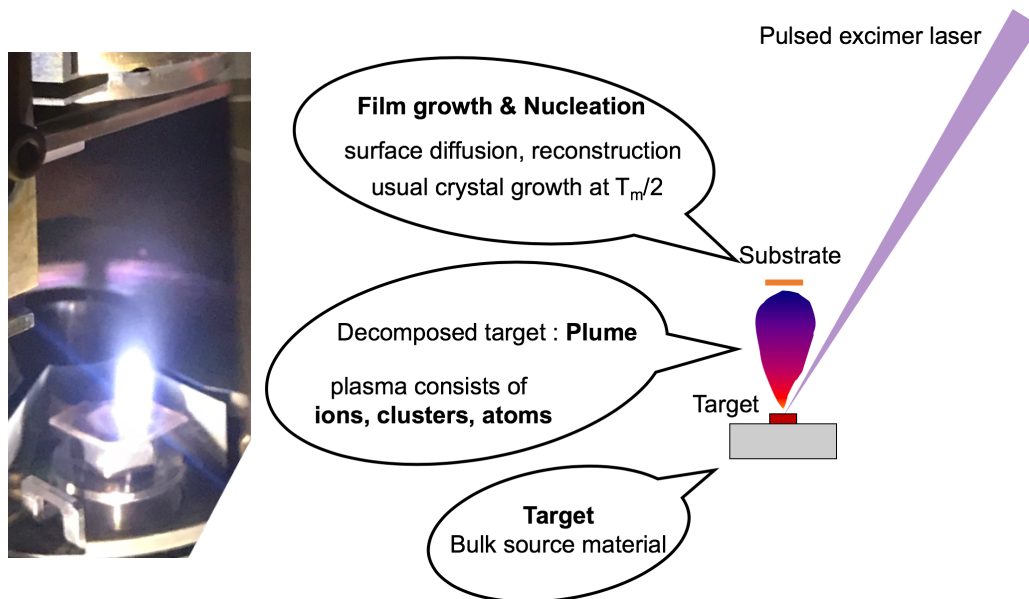 Pulsed excimer laser
Film growth & Nucleation
surface diffusion, reconstruction
usual crystal growth at Tₘ/2
Substrate
Decomposed target : Plume
plasma consists of
ions, clusters, atoms
Target
Target
Bulk source material